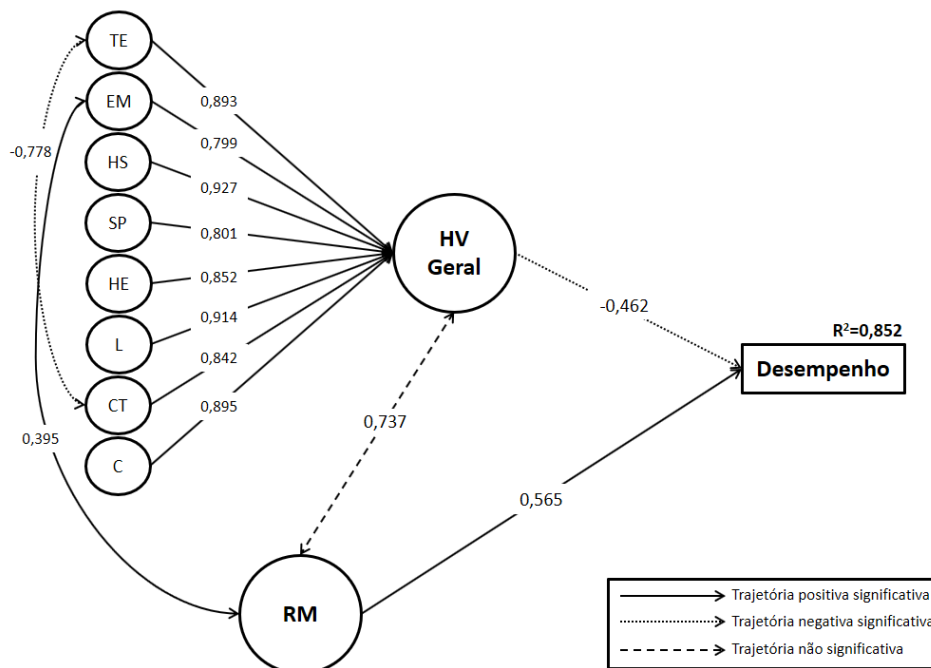 TE
EM
HS
SP
HE
L
CT
C
0,893
0,799
0,927
0,801
0,852
0,914
0,842
0,895
-0,778
0,395
HV
Geral
0,737
-0,462
0,565
R²=0,852
Desempenho
RM
Trajetória positiva significativa
Trajetória negativa significativa
Trajetória não significativa